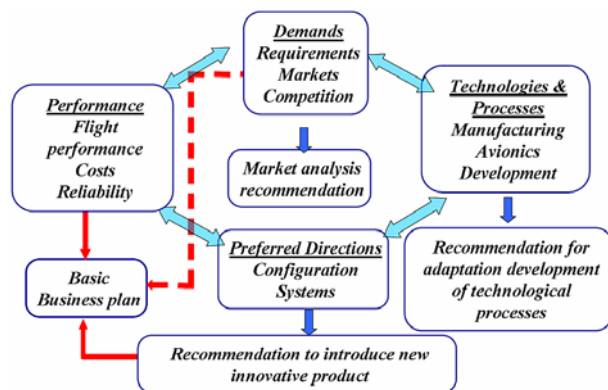 Demands
Requirements
Markets
Competition
Performance
Flight
performance
Costs
Reliability
Technologies &
Processes
Manufacturing
Avionics
Development
Market analysis
recommendation
Preferred Directions
Configuration
Systems
Basic
Business plan
Recommendation for
adaptation development
of technological
processes
Recommendation to introduce new
innovative product